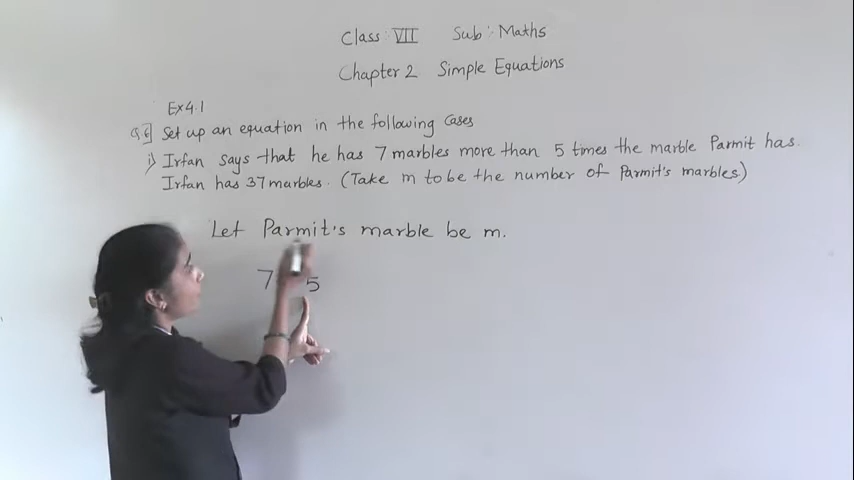 Class: VII Sub: Maths
Chapter 2 Simple Equations
Ex 4.1
Q.6] Set up an equation in the following Cases
i) Irfan says that he has 7 marbles more than 5 times the marble Parmit has.
Irfan has 37 marbles. (Take m to be the number of Parmit's marbles)
Let Parmit's marble be m.
7 5